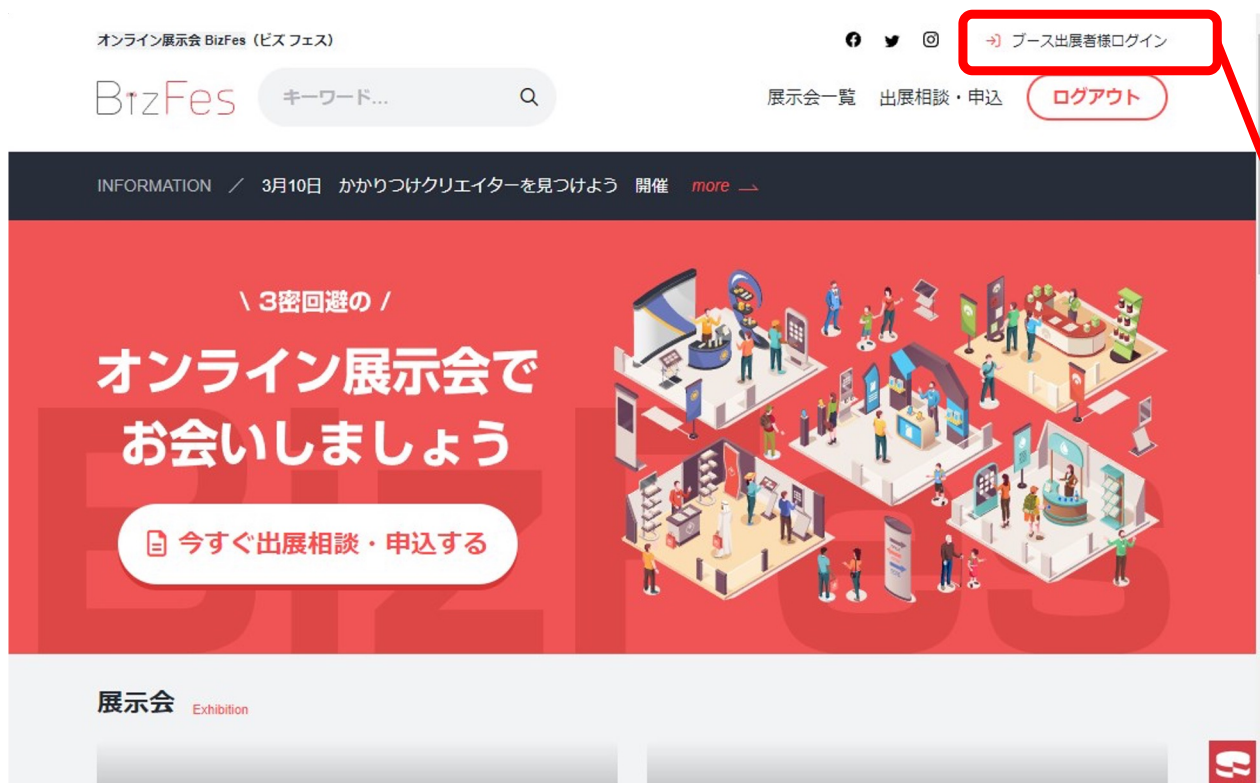 オンライン展示会 BizFes（ビズ フェス）
ブース出展者様ログイン
BizFes
キーワード...
展示会一覧
出展相談・申込
ログアウト
INFORMATION ／ 3月10日 かかりつけクリエイターを見つけよう 開催 more
\ 3密回避の /
オンライン展示会で
お会いしましょう
今すぐ出展相談・申込する
BizFes
展示会 Exhibition